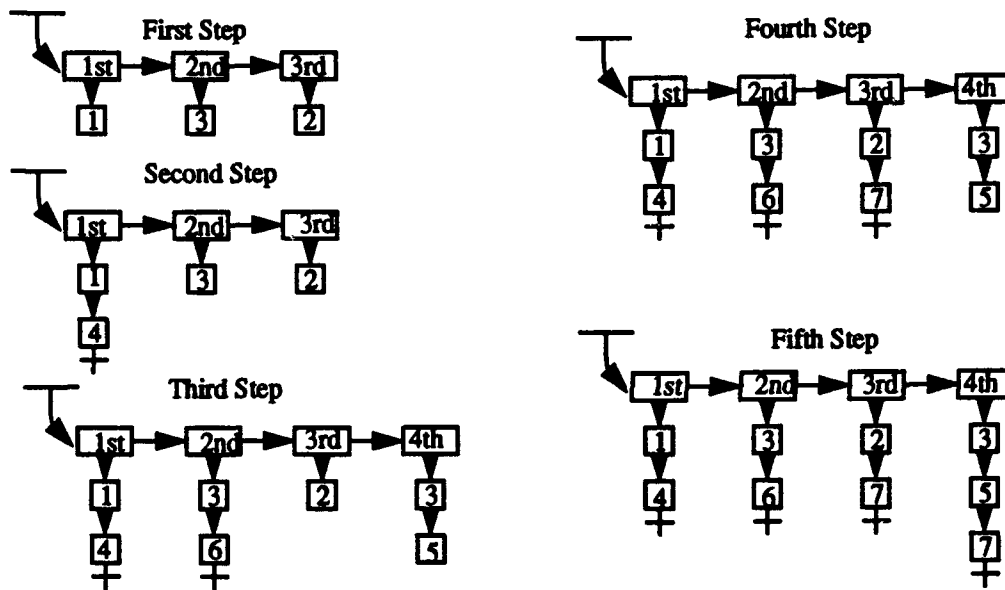 First Step
1st 2nd 3rd
1 3 2
Second Step
1st 2nd 3rd
1 3 2
4
Third Step
1st 2nd 3rd 4th
1 3 2 3
4 6 5
Fourth Step
1st 2nd 3rd 4th
1 3 2 3
4 6 7 5
Fifth Step
1st 2nd 3rd 4th
1 3 2 3
4 6 7 5
7